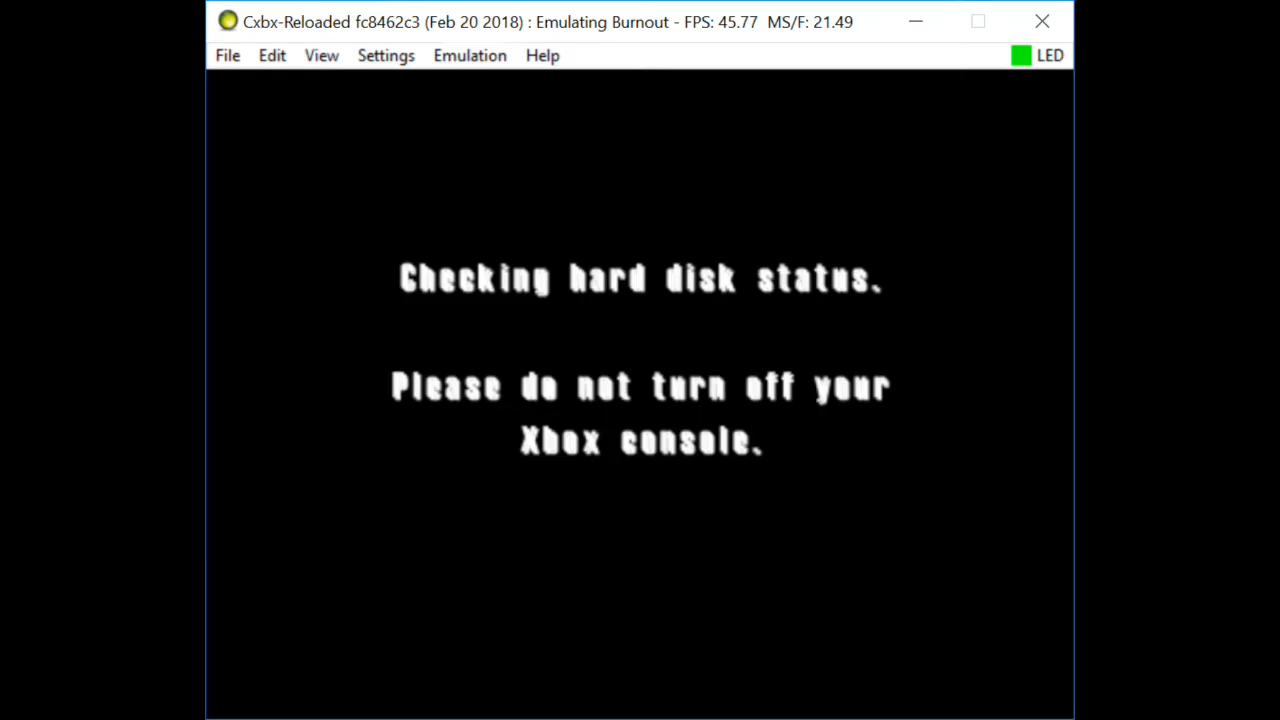 Cxbx-Reloaded fc8462c3 (Feb 20 2018) : Emulating Burnout - FPS: 45.77 MS/F: 21.49
File Edit View Settings Emulation Help LED
Checking hard disk status.
Please do not turn off your
Xbox console.